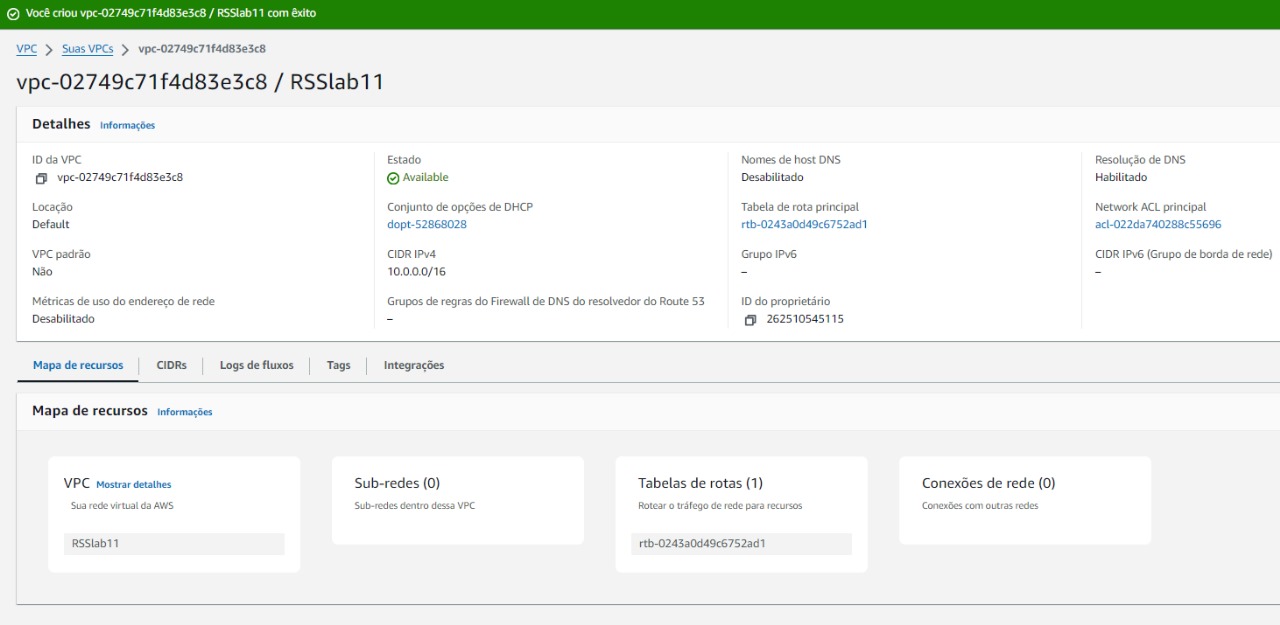 Você criou vpc-02749c71f4d83e3c8 / RSSlab11 com êxito
VPC > Suas VPCs > vpc-02749c71f4d83e3c8
vpc-02749c71f4d83e3c8 / RSSlab11
Detalhes Informações
ID da VPC
vpc-02749c71f4d83e3c8
Estado
Available
Nomes de host DNS
Desabilitado
Resolução de DNS
Habilitado
Locação
Default
Conjunto de opções de DHCP
dopt-52868028
Tabela de rota principal
rtb-0243a0d49c6752ad1
Network ACL principal
acl-022da740288c55696
VPC padrão
Não
CIDR IPv4
10.0.0.0/16
Grupo IPv6
–
CIDR IPv6 (Grupo de borda de rede)
–
Métricas de uso do endereço de rede
Desabilitado
Grupos de regras do Firewall de DNS do resolvedor do Route 53
–
ID do proprietário
262510545115
Mapa de recursos CIDRs Logs de fluxos Tags Integrações
Mapa de recursos Informações
VPC Mostrar detalhes
Sua rede virtual da AWS
RSSlab11
Sub-redes (0)
Sub-redes dentro dessa VPC
Tabelas de rotas (1)
Rotear o tráfego de rede para recursos
rtb-0243a0d49c6752ad1
Conexões de rede (0)
Conexões com outras redes